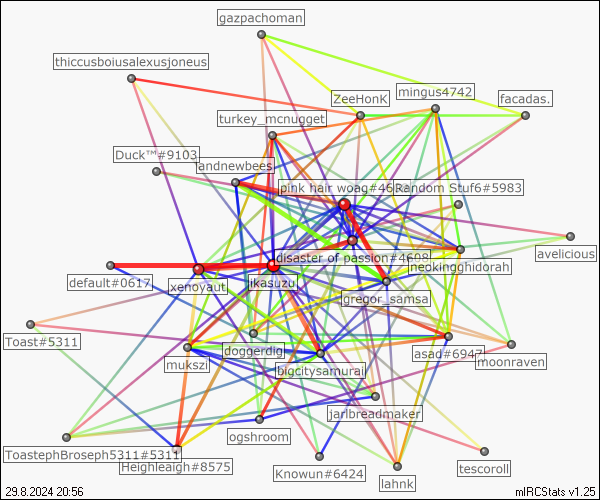 gazpachoman
thiccusboiusalexusjoneus
ZeeHonK
mingus4742
facadas.
turkey_mcnugget
Duck™#9103
fandnewbees
pink hair woag#46
Random Stuf6#5983
avelicious
disaster of passion#4608
neokingghidorah
default#0617
xenovaut
ikasuzu
gregor_samsa
Toast#5311
doggerdig
asad#6947
moonraven
mukszi
bigcitysamurai
jarlbreadmaker
ogshroom
ToastephBroseph5311#5311
Heighleaigh#8575
Knowun#6424
lahnk
tescoroll
29.8.2024 20:56
mIRCStats v1.25